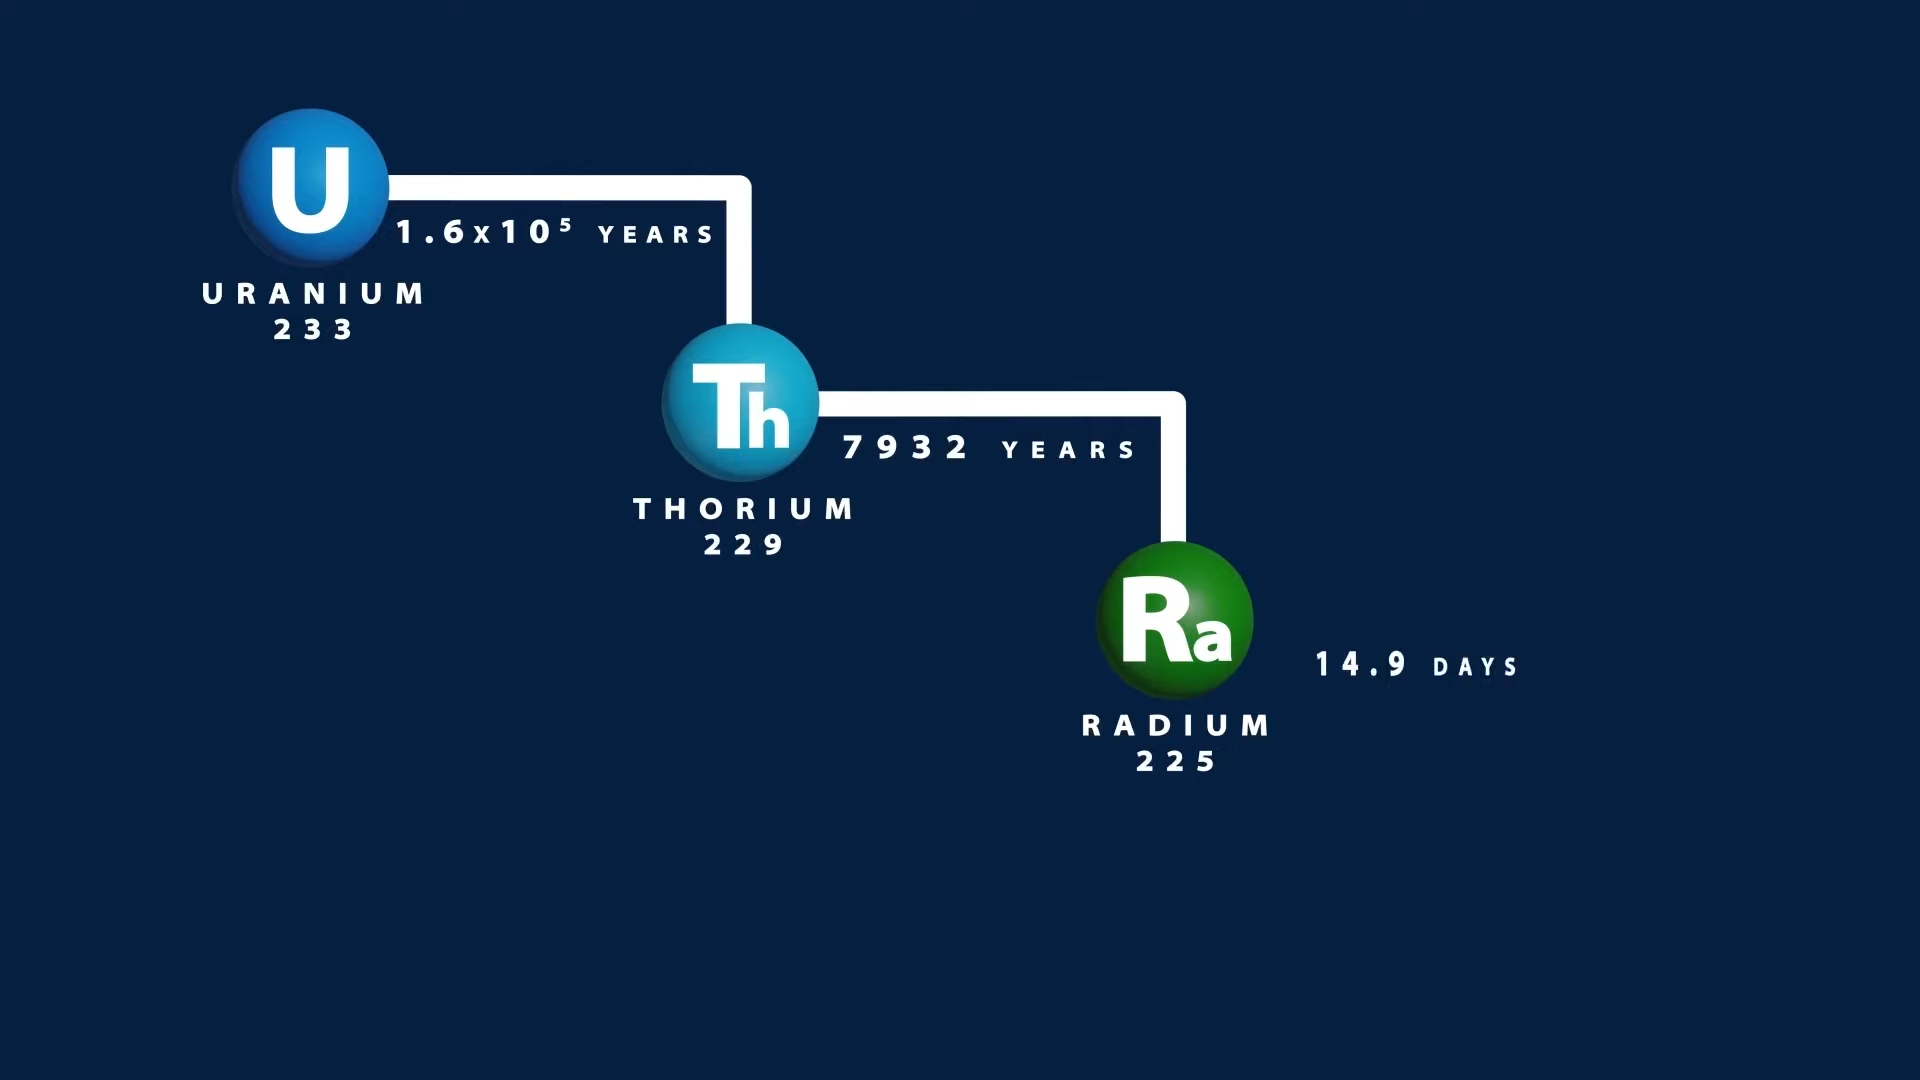 U
1.6x10⁵ YEARS
URANIUM
233
Th
7932 YEARS
THORIUM
229
Ra
14.9 DAYS
RADIUM
225